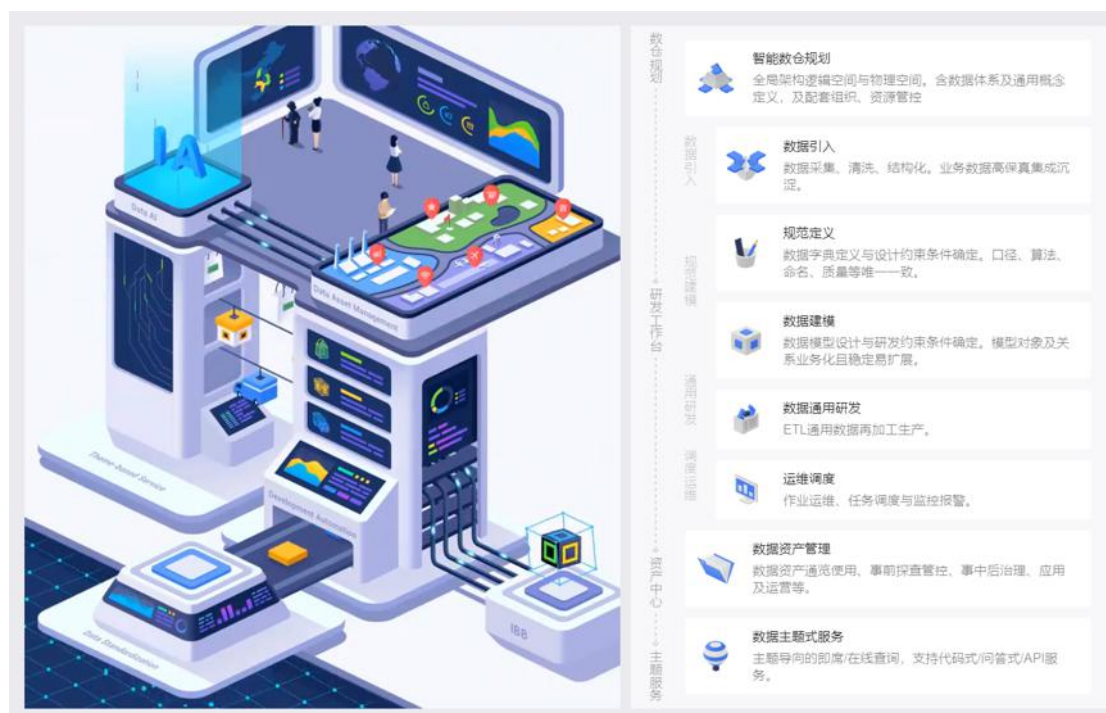 IA
Data AI
Data Asset Management
Theme-based Service
Development Automation
Data Standardization
IBB
数仓规划
研发工作台
资产中心
主题服务
数据引入
规范建模
通用研发
调度运维
智能数仓规划
全局架构逻辑空间与物理空间。含数据体系及通用概念
定义，及配套组织、资源管控
数据引入
数据采集、清洗、结构化。业务数据高保真集成沉
淀。
规范定义
数据字典定义与设计约束条件确定。口径、算法、
命名、质量等唯一一致。
数据建模
数据模型设计与研发约束条件确定。模型对象及关
系业务化且稳定易扩展。
数据通用研发
ETL通用数据再加工生产。
运维调度
作业运维、任务调度与监控报警。
数据资产管理
数据资产通览使用、事前探查管控、事中后治理、应用
及运营等。
数据主题式服务
主题导向的即席/在线查询，支持代码式/问答式/API服
务。